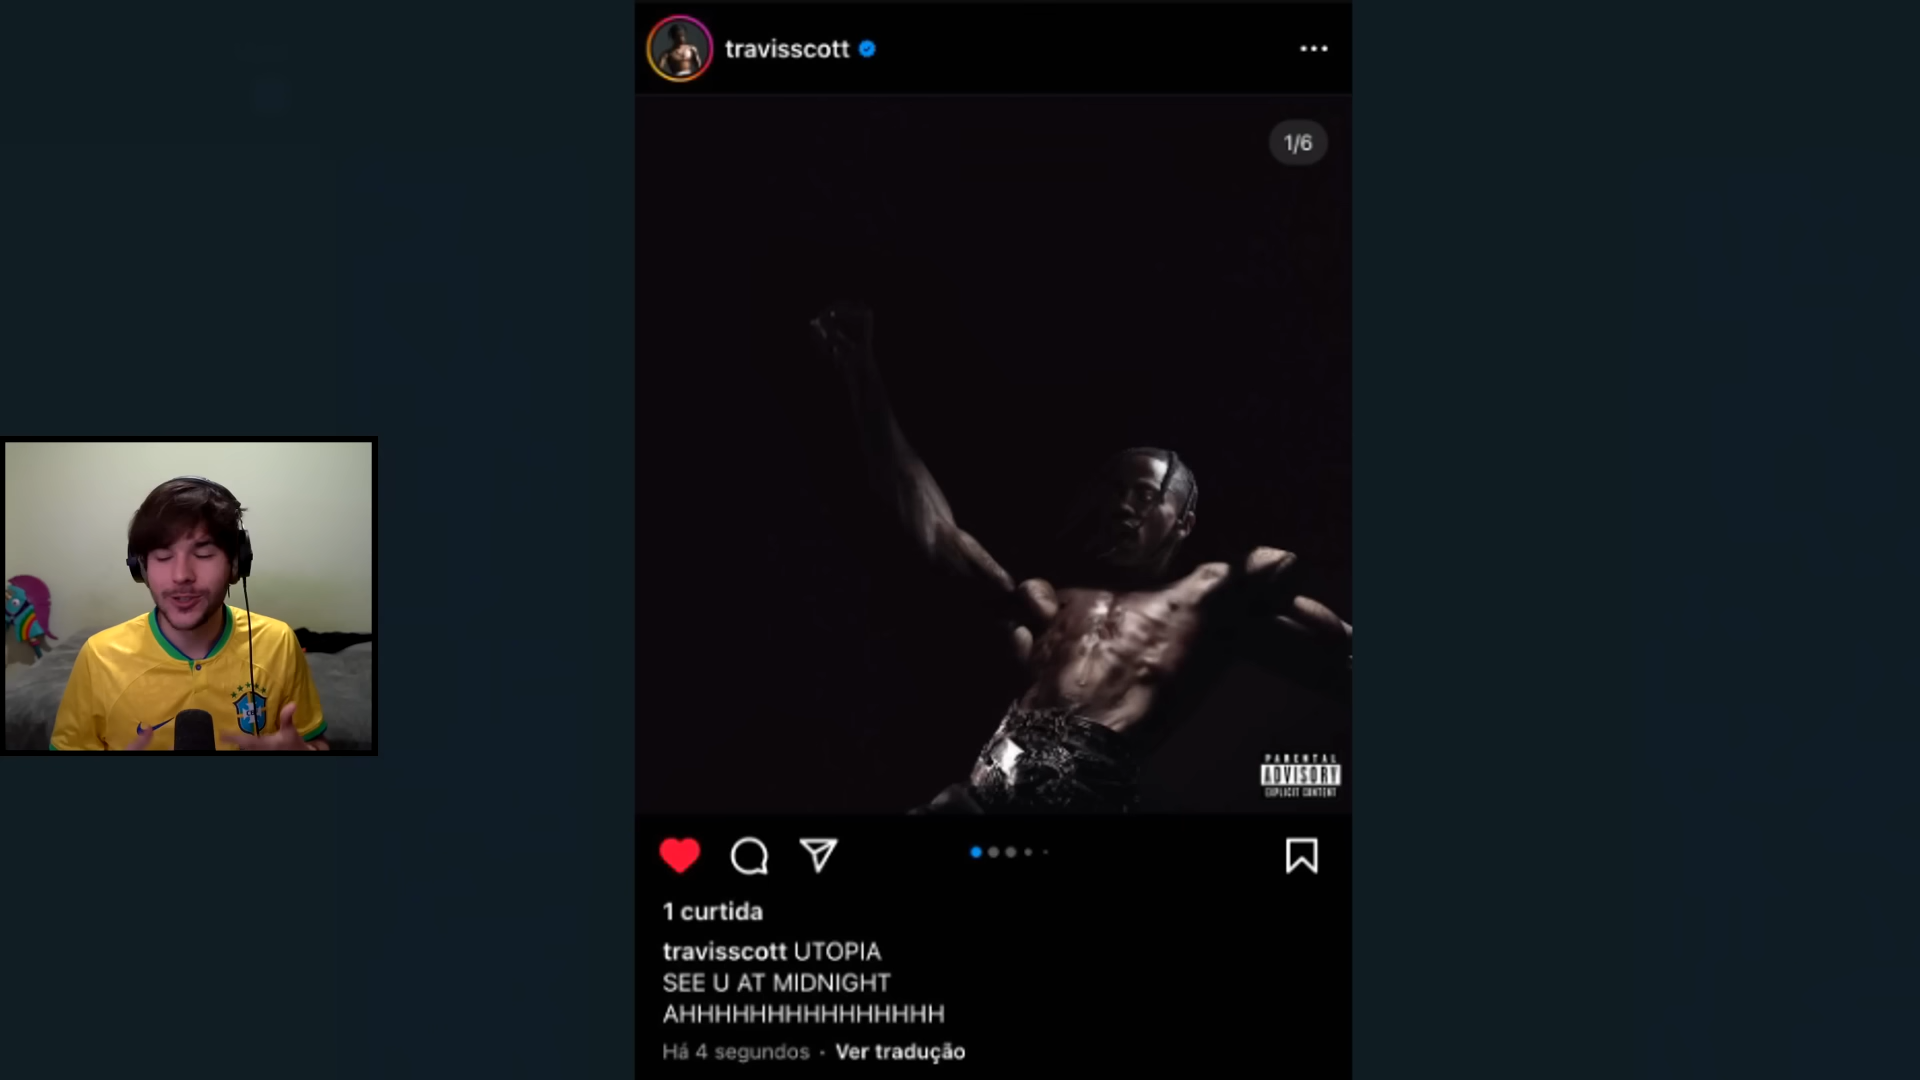 travisscott
1/6
PARENTAL
ADVISORY
EXPLICIT CONTENT
1 curtida
travisscott UTOPIA
SEE U AT MIDNIGHT
AHHHHHHHHHHHHHHH
Há 4 segundos · Ver tradução